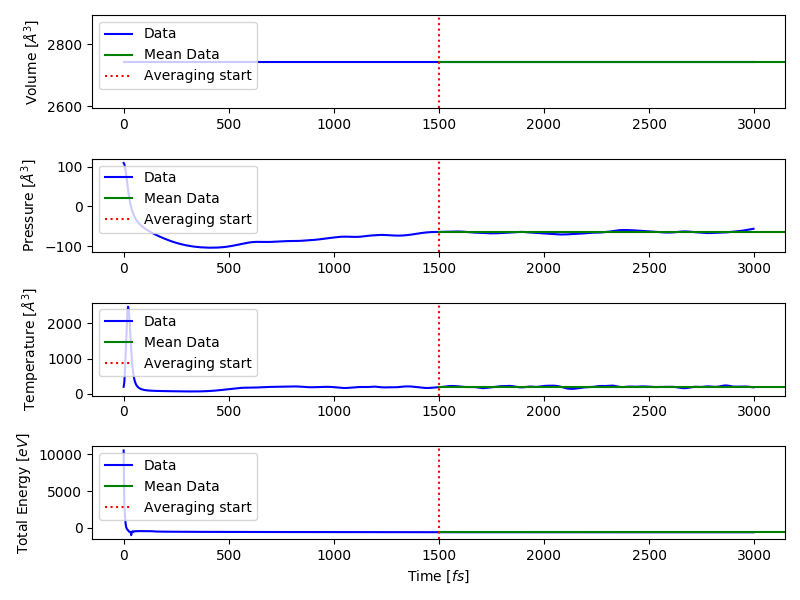 Volume [Å³]
2800
2600
Data
Mean Data
Averaging start
0 500 1000 1500 2000 2500 3000
Pressure [Å³]
100
0
−100
Data
Mean Data
Averaging start
0 500 1000 1500 2000 2500 3000
Temperature [Å³]
2000
1000
0
Data
Mean Data
Averaging start
0 500 1000 1500 2000 2500 3000
Total Energy [eV]
10000
5000
0
Data
Mean Data
Averaging start
0 500 1000 1500 2000 2500 3000
Time [fs]